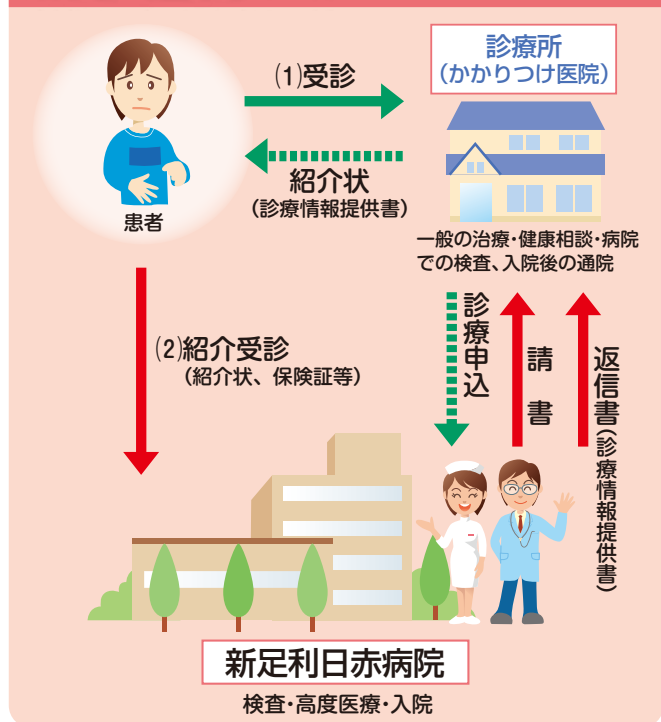 (1)受診
診療所
(かかりつけ医院)
紹介状
(診療情報提供書)
患者
一般の治療・健康相談・病院
での検査、入院後の通院
(2)紹介受診
(紹介状、保険証等)
診療申込
請書
返信書(診療情報提供書)
新足利日赤病院
検査・高度医療・入院